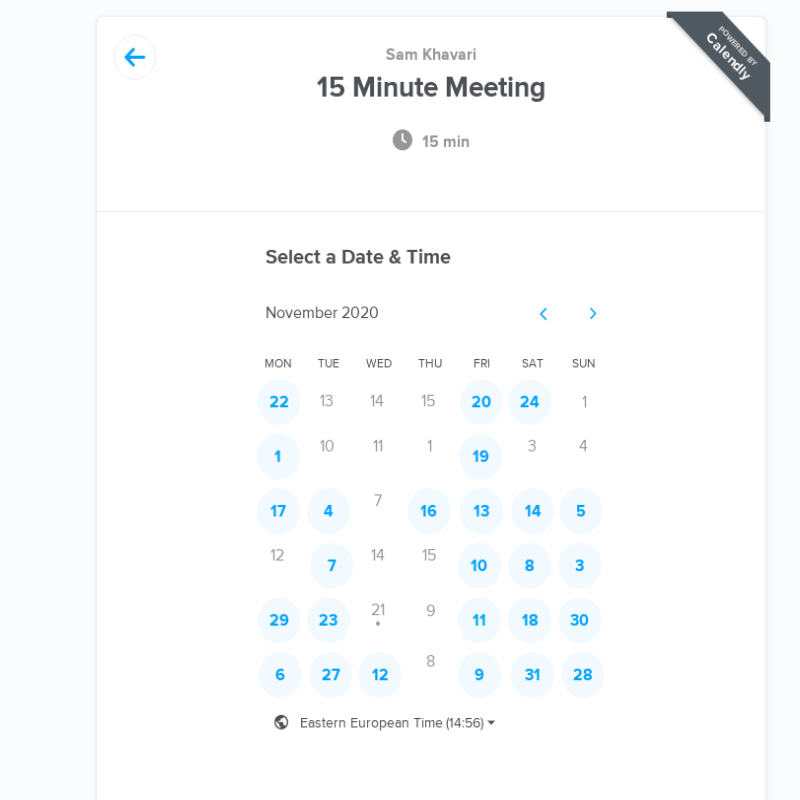 POWERED BY
Calendly
Sam Khavari
15 Minute Meeting
15 min
Select a Date & Time
November 2020
MON TUE WED THU FRI SAT SUN
22 13 14 15 20 24 1
1 10 11 1 19 3 4
17 4 7 16 13 14 5
12 7 14 15 10 8 3
29 23 21 9 11 18 30
6 27 12 8 9 31 28
Eastern European Time (14:56)